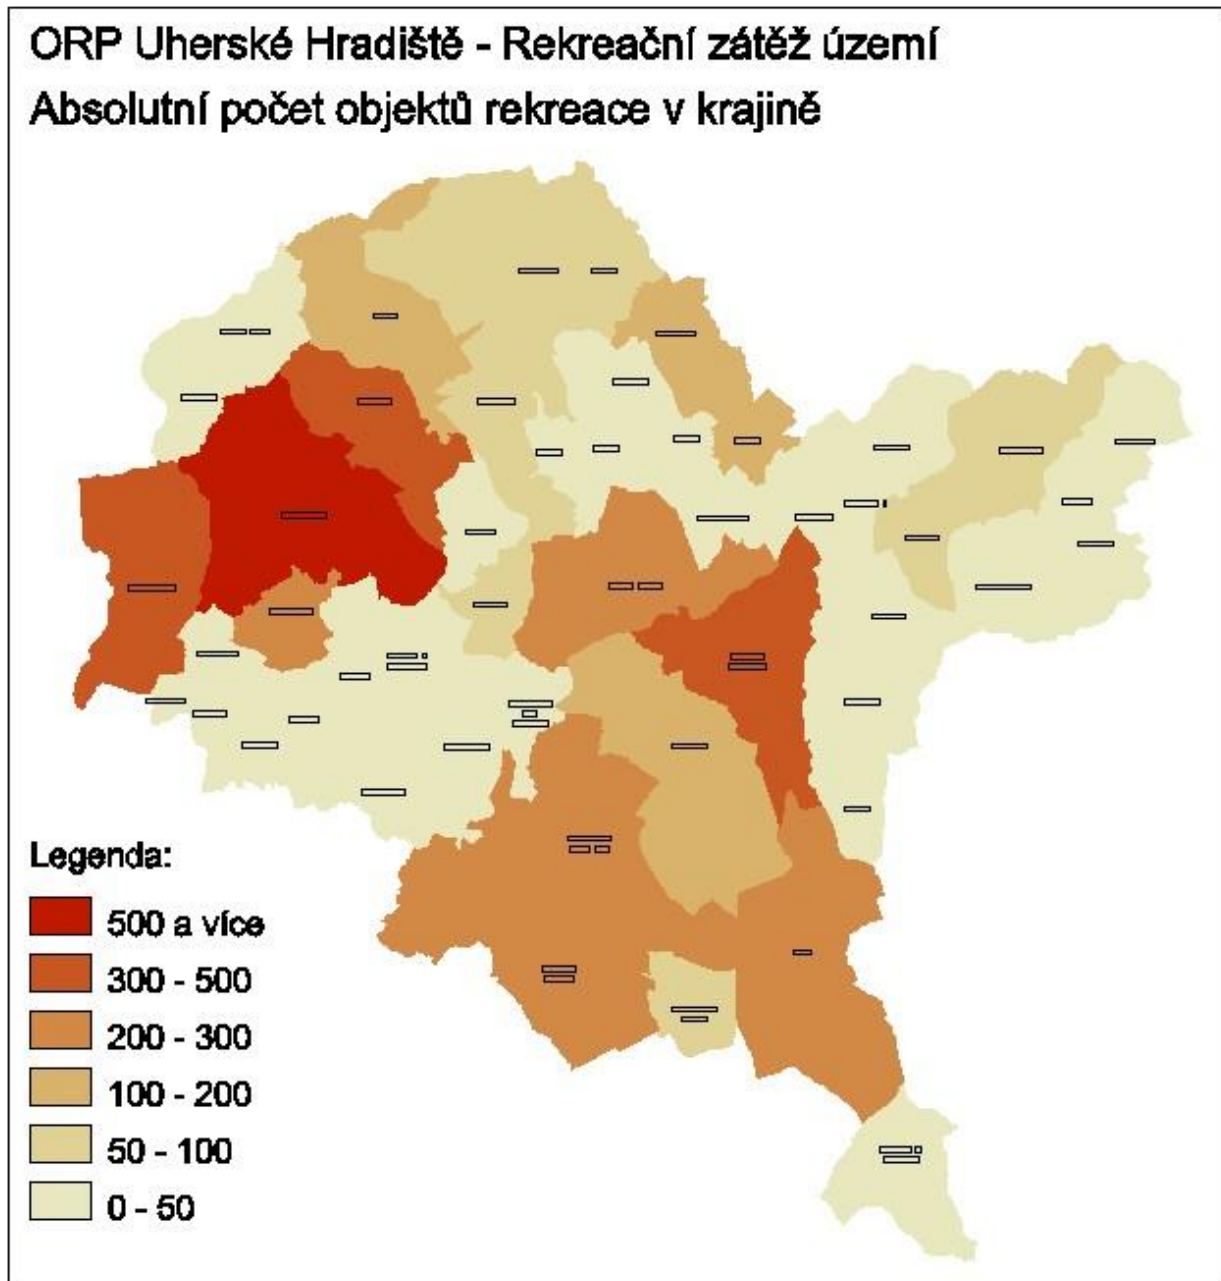 ORP Uherské Hradiště - Rekreační zátěž území
Absolutní počet objektů rekreace v krajině
Legenda:
500 a více
300 - 500
200 - 300
100 - 200
50 - 100
0 - 50